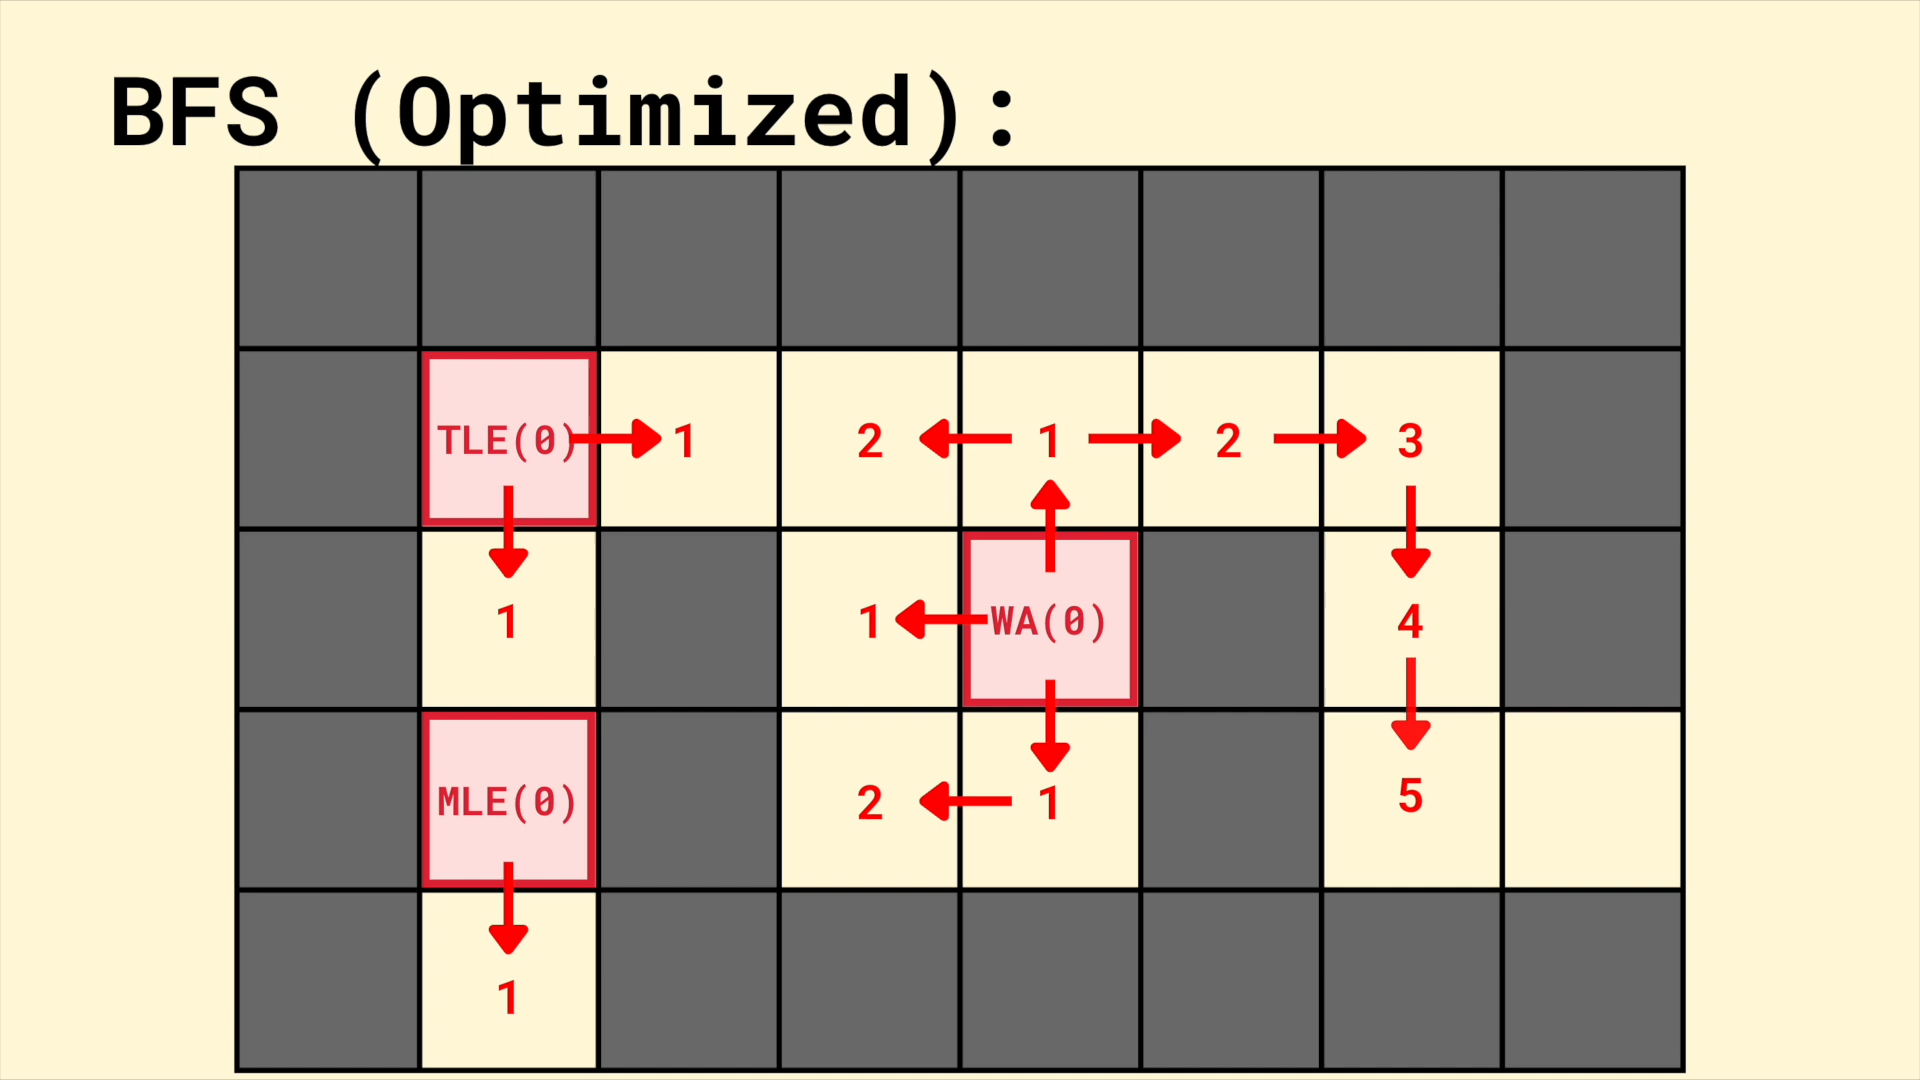 BFS (Optimized):
TLE(0) 1 2 1 2 3
1 1 WA(0) 4
MLE(0) 2 1 5
1